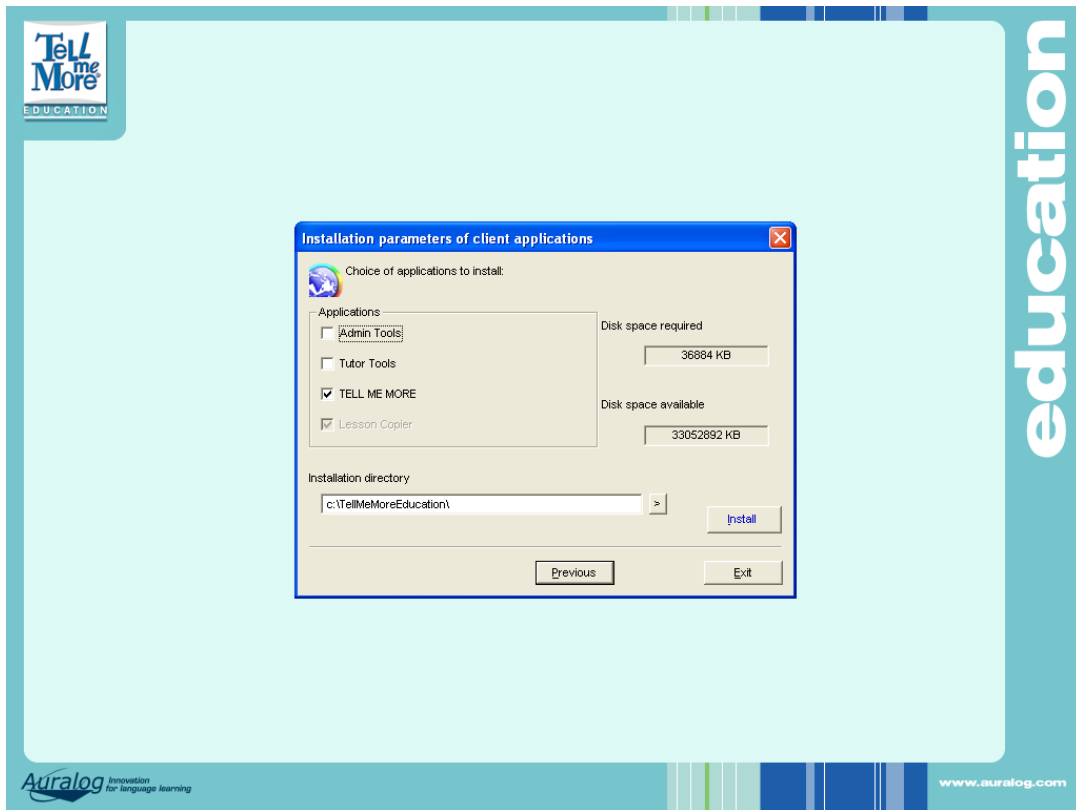 TeLL
me
More®
EDUCATION
education
Installation parameters of client applications
Choice of applications to install:
Applications
Admin Tools
Tutor Tools
TELL ME MORE
Lesson Copier
Disk space required
36884 KB
Disk space available
33052892 KB
Installation directory
c:\TellMeMoreEducation\
>
Install
Previous
Exit
Auralog Innovation
for language learning
www.auralog.com